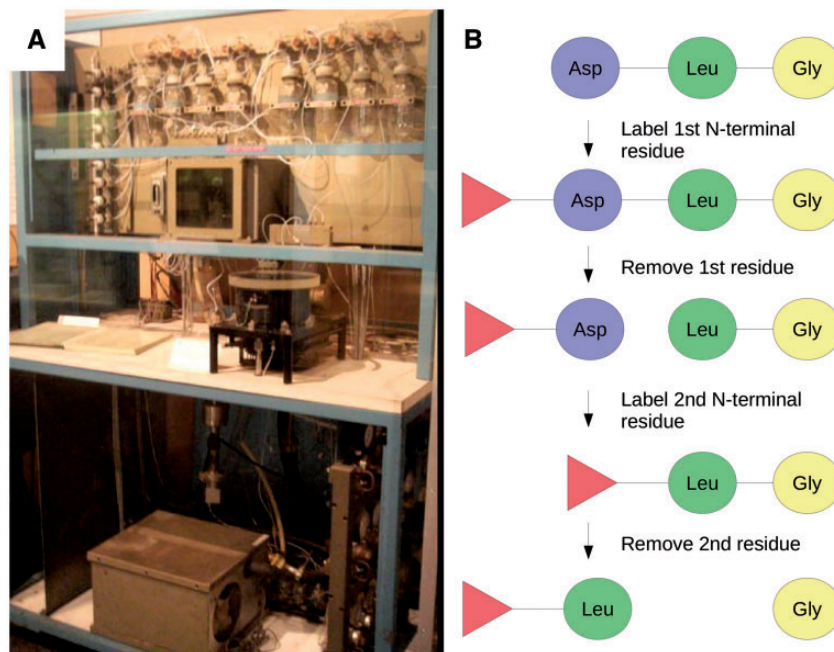 A
B
Asp Leu Gly
Label 1st N-terminal
residue
Asp Leu Gly
Remove 1st residue
Asp Leu Gly
Label 2nd N-terminal
residue
Leu Gly
Remove 2nd residue
Leu Gly